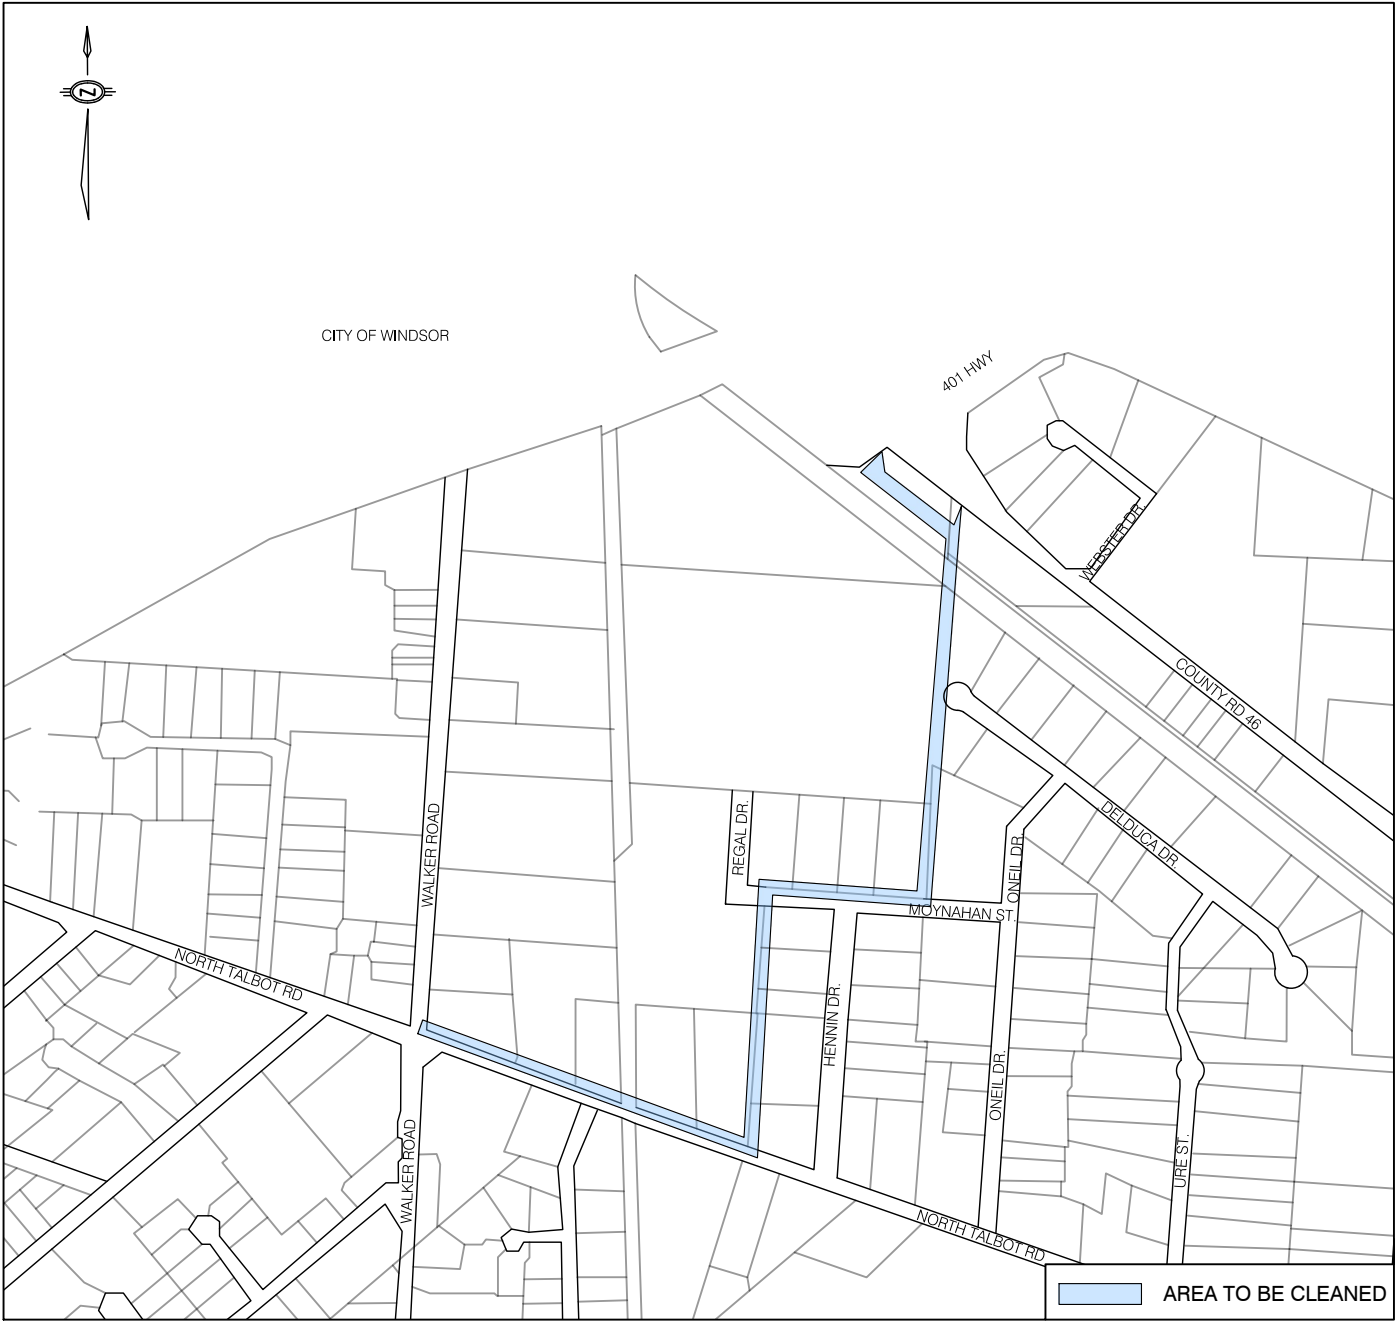 N
CITY OF WINDSOR
401 HWY
WEBSTER DR.
COUNTY RD 46
WALKER ROAD
REGAL DR.
DELDUCA DR.
ONEIL DR.
MOYNAHAN ST.
NORTH TALBOT RD
HENNIN DR.
ONEIL DR.
WALKER ROAD
URE ST.
NORTH TALBOT RD
AREA TO BE CLEANED